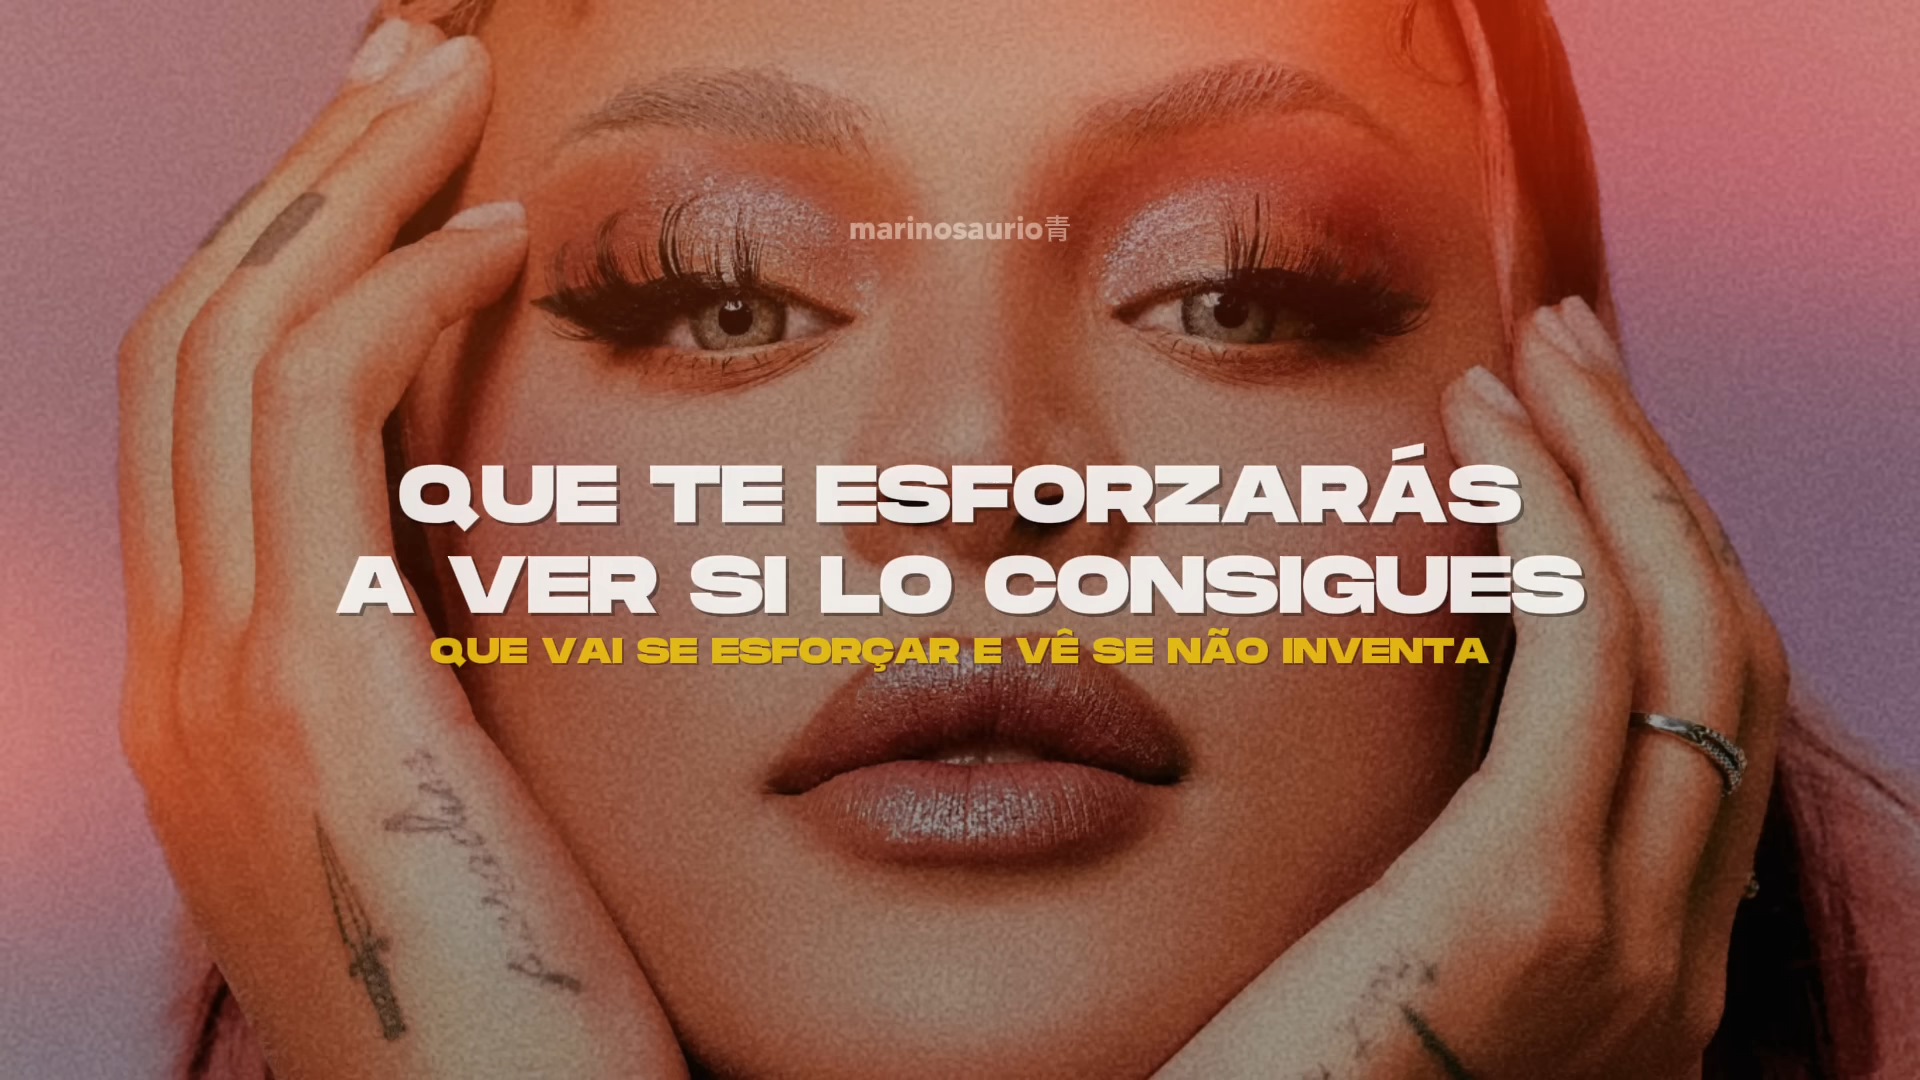 marinosaurio青
QUE TE ESFORZARÁS
A VER SI LO CONSIGUES
QUE VAI SE ESFORÇAR E VÊ SE NÃO INVENTA